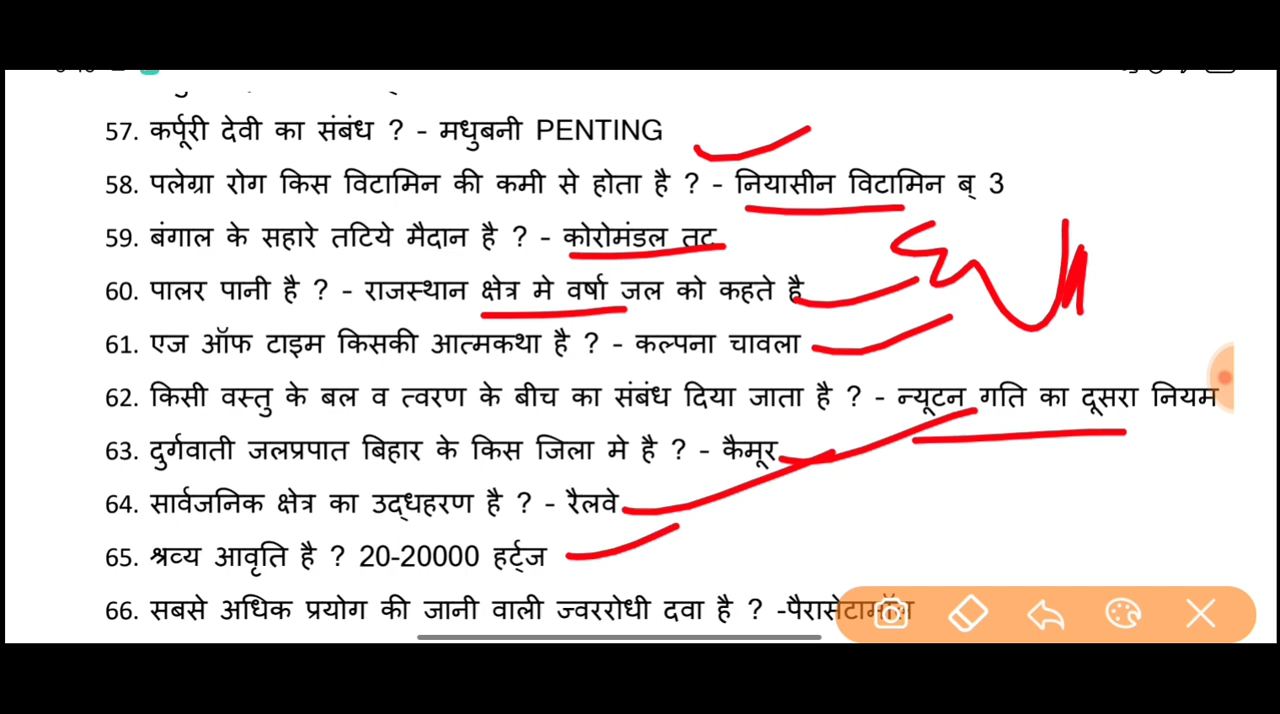 57. कर्पूरी देवी का संबंध ? - मधुबनी PENTING
58. पलेग्रा रोग किस विटामिन की कमी से होता है ? - नियासीन विटामिन ब् 3
59. बंगाल के सहारे तटिये मैदान है ? - कोरोमंडल तट
60. पालर पानी है ? - राजस्थान क्षेत्र मे वर्षा जल को कहते है
61. एज ऑफ टाइम किसकी आत्मकथा है ? - कल्पना चावला
62. किसी वस्तु के बल व त्वरण के बीच का संबंध दिया जाता है ? - न्यूटन गति का दूसरा नियम
63. दुर्गवाती जलप्रपात बिहार के किस जिला मे है ? - कैमूर
64. सार्वजनिक क्षेत्र का उद्धहरण है ? - रैलवे
65. श्रव्य आवृति है ? 20-20000 हर्ट्ज
66. सबसे अधिक प्रयोग की जानी वाली ज्वररोधी दवा है ? -पैरासेटामॉल